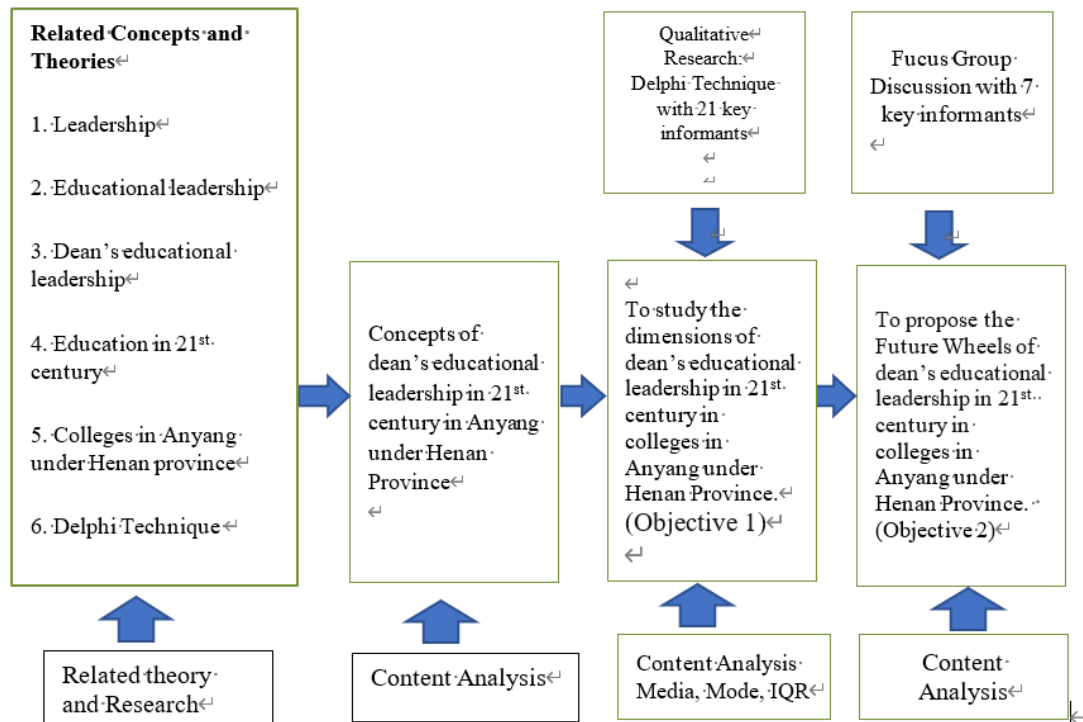 Related Concepts and
Theories
1. Leadership
2. Educational leadership
3. Dean's educational
leadership
4. Education in 21st
century
5. Colleges in Anyang
under Henan province
6. Delphi Technique
Related theory
and Research
Concepts of
dean's educational
leadership in 21st
century in Anyang
under Henan
Province
Content Analysis
Qualitative
Research:
Delphi Technique
with 21 key
informants
To study the
dimensions of
dean's educational
leadership in 21st
century in
colleges in
Anyang under
Henan Province.
(Objective 1)
Content Analysis
Media, Mode, IQR
Fucus Group
Discussion with 7
key informants
To propose the
Future Wheels of
dean's educational
leadership in 21st
century in
colleges in
Anyang under
Henan Province.
(Objective 2)
Content
Analysis